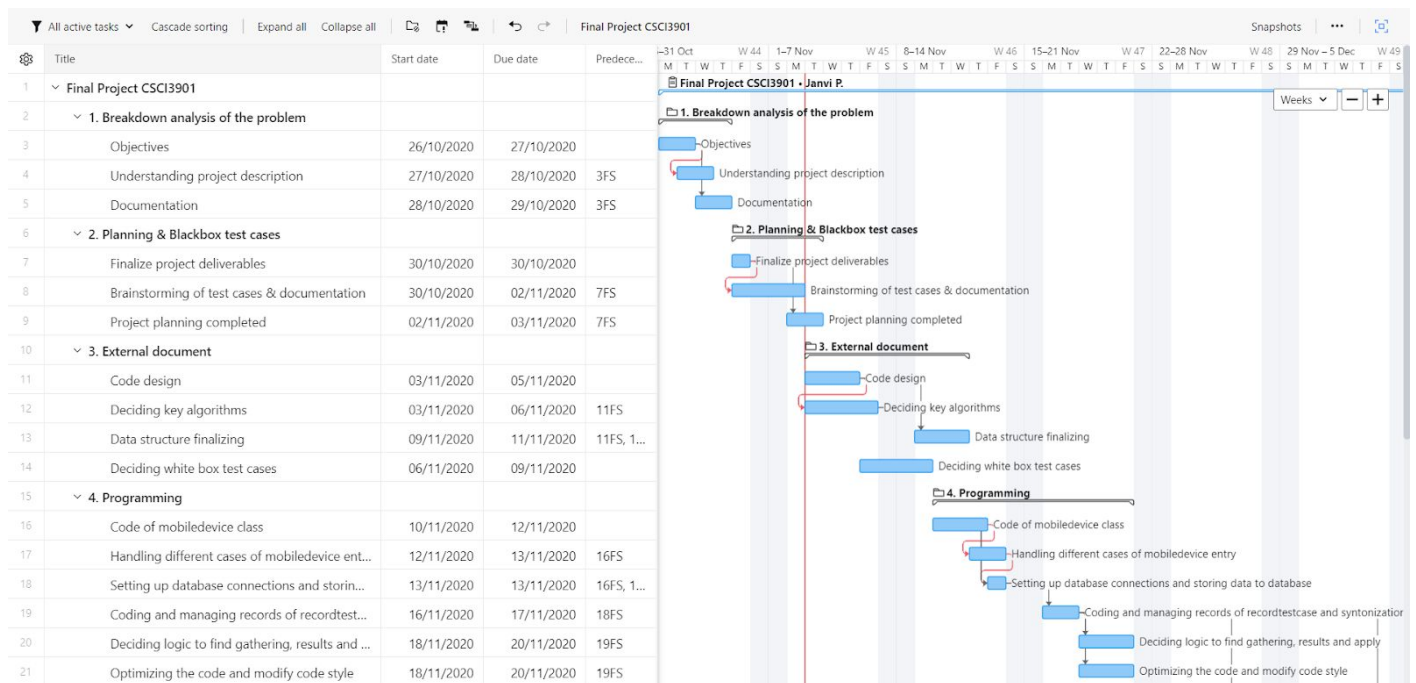 All active tasks Cascade sorting Expand all Collapse all Final Project CSCI3901 Snapshots
Title Start date Due date Predece... –31 Oct W 44 1–7 Nov W 45 8–14 Nov W 46 15–21 Nov W 47 22–28 Nov W 48 29 Nov – 5 Dec W 49
M T W T F S S M T W T F S S M T W T F S S M T W T F S S M T W T F S S M T W T F S
1 Final Project CSCI3901 Final Project CSCI3901 • Janvi P.
Weeks
2 1. Breakdown analysis of the problem 1. Breakdown analysis of the problem
3 Objectives 26/10/2020 27/10/2020 Objectives
4 Understanding project description 27/10/2020 28/10/2020 3FS Understanding project description
5 Documentation 28/10/2020 29/10/2020 3FS Documentation
6 2. Planning & Blackbox test cases 2. Planning & Blackbox test cases
7 Finalize project deliverables 30/10/2020 30/10/2020 Finalize project deliverables
8 Brainstorming of test cases & documentation 30/10/2020 02/11/2020 7FS Brainstorming of test cases & documentation
9 Project planning completed 02/11/2020 03/11/2020 7FS Project planning completed
10 3. External document 3. External document
11 Code design 03/11/2020 05/11/2020 Code design
12 Deciding key algorithms 03/11/2020 06/11/2020 11FS Deciding key algorithms
13 Data structure finalizing 09/11/2020 11/11/2020 11FS, 1... Data structure finalizing
14 Deciding white box test cases 06/11/2020 09/11/2020 Deciding white box test cases
15 4. Programming 4. Programming
16 Code of mobiledevice class 10/11/2020 12/11/2020 Code of mobiledevice class
17 Handling different cases of mobiledevice ent... 12/11/2020 13/11/2020 16FS Handling different cases of mobiledevice entry
18 Setting up database connections and storin... 13/11/2020 13/11/2020 16FS, 1... Setting up database connections and storing data to database
19 Coding and managing records of recordtest... 16/11/2020 17/11/2020 18FS Coding and managing records of recordtestcase and syntonization
20 Deciding logic to find gathering, results and ... 18/11/2020 20/11/2020 19FS Deciding logic to find gathering, results and apply
21 Optimizing the code and modify code style 18/11/2020 20/11/2020 19FS Optimizing the code and modify code style